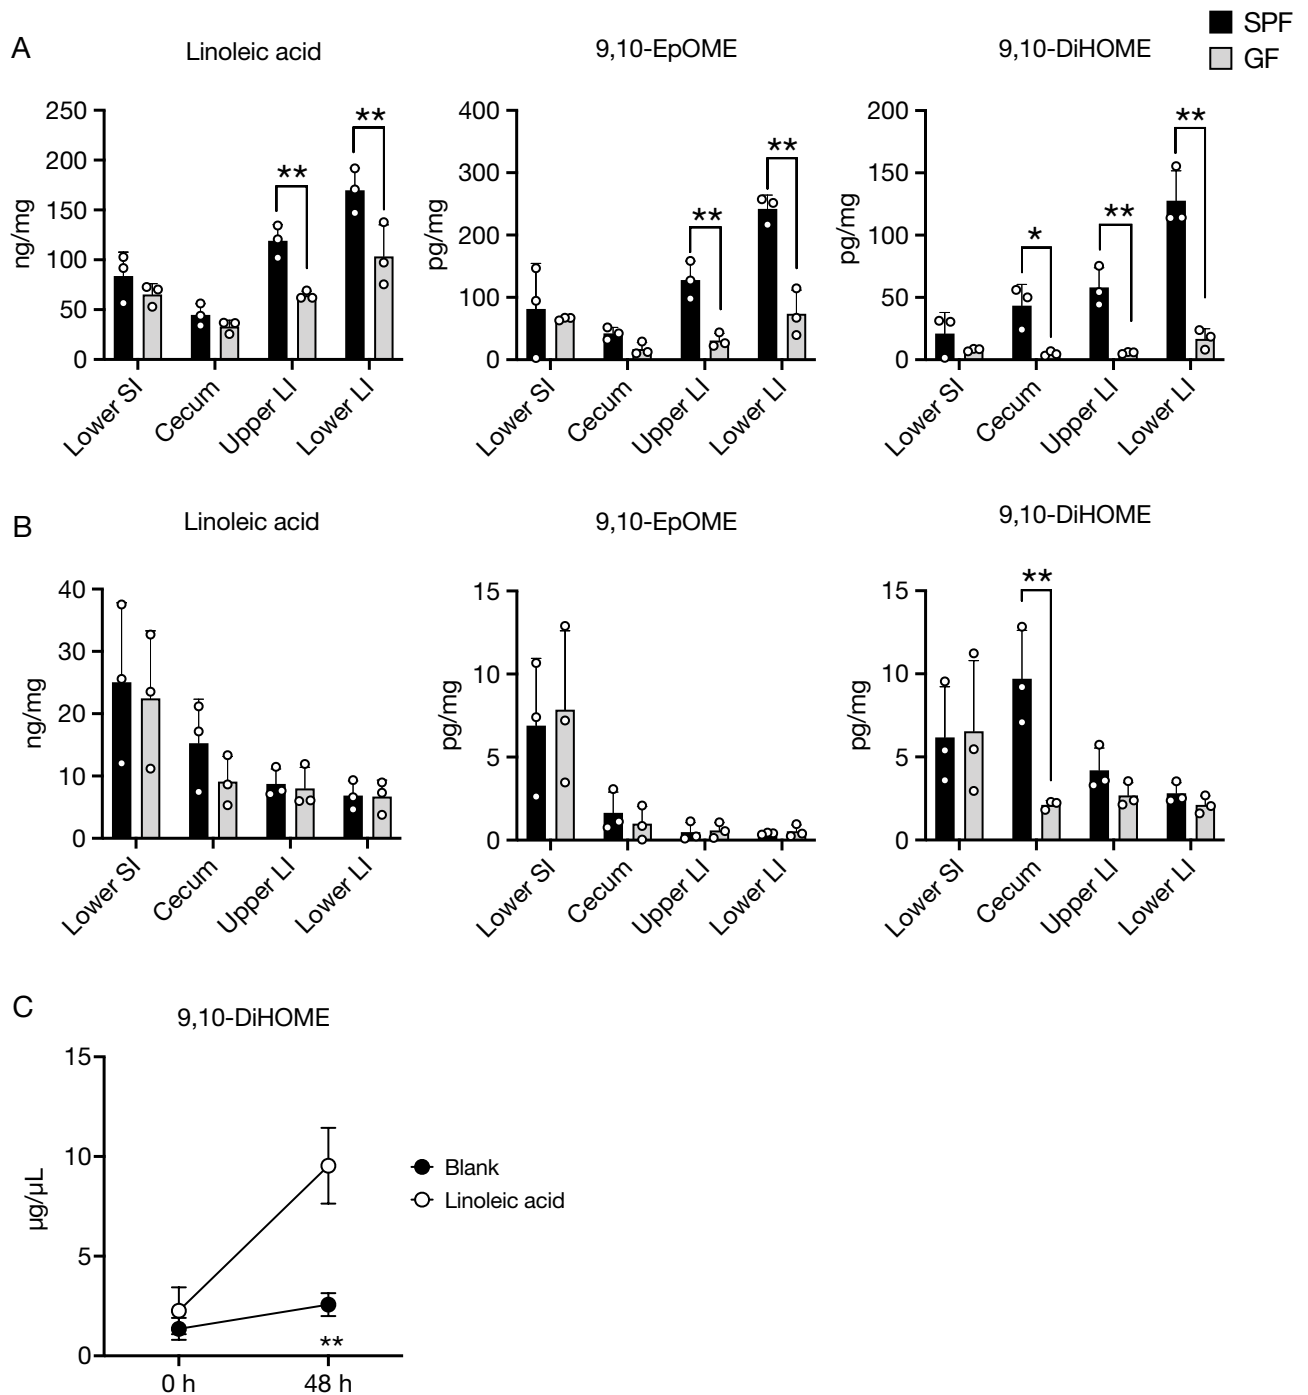 SPF
GF
A
Linoleic acid
9,10-EpOME
9,10-DiHOME
ng/mg
250
200
150
100
50
0
**
**
Lower SI
Cecum
Upper LI
Lower LI
pg/mg
400
300
200
100
0
**
**
Lower SI
Cecum
Upper LI
Lower LI
pg/mg
200
150
100
50
0
*
**
**
Lower SI
Cecum
Upper LI
Lower LI
B
Linoleic acid
9,10-EpOME
9,10-DiHOME
ng/mg
40
30
20
10
0
Lower SI
Cecum
Upper LI
Lower LI
pg/mg
15
10
5
0
Lower SI
Cecum
Upper LI
Lower LI
pg/mg
15
10
5
0
**
Lower SI
Cecum
Upper LI
Lower LI
C
9,10-DiHOME
µg/µL
15
10
5
0
**
0 h
48 h
Blank
Linoleic acid